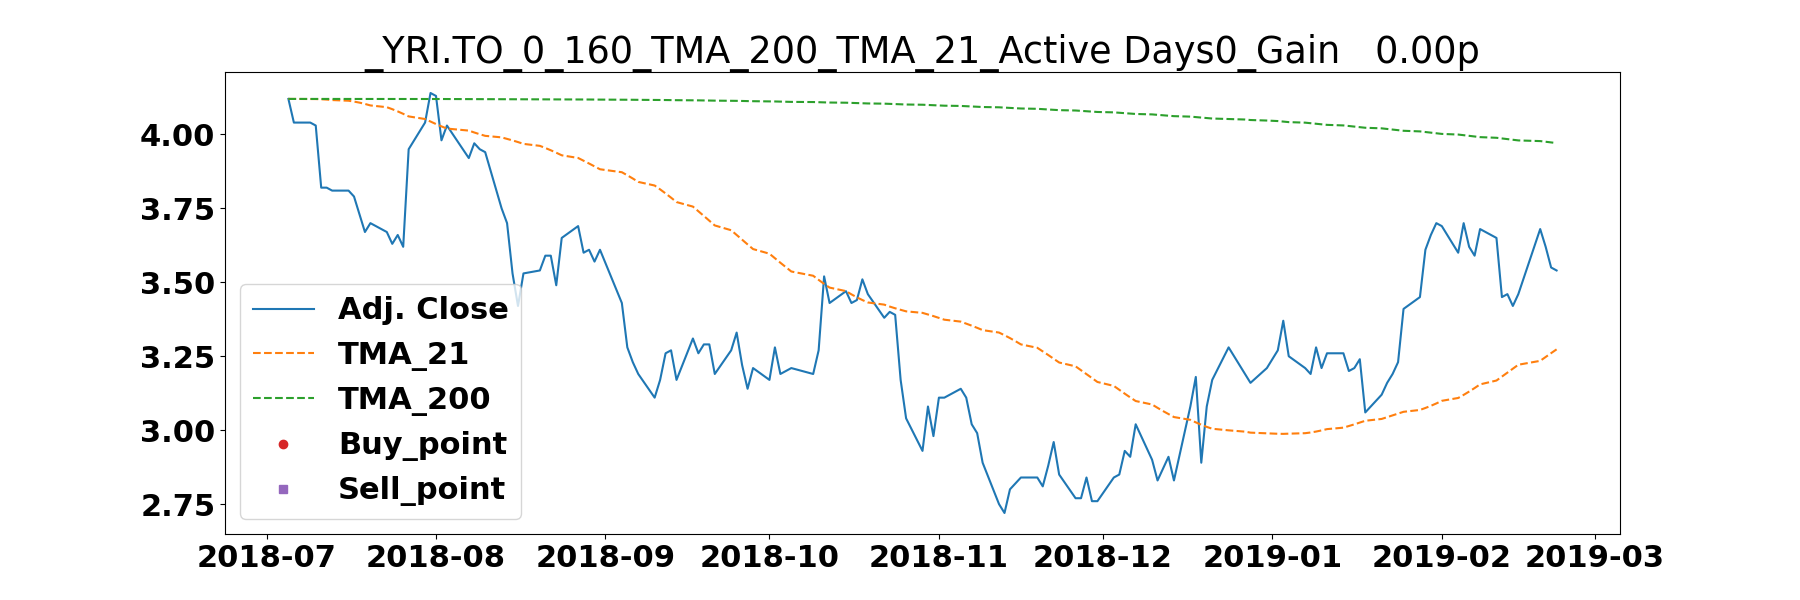 _YRI.TO_0_160_TMA_200_TMA_21_Active Days0_Gain   0.00p
4.00
3.75
3.50
3.25
3.00
2.75
Adj. Close
TMA_21
TMA_200
Buy_point
Sell_point
2018-07 2018-08 2018-09 2018-10 2018-11 2018-12 2019-01 2019-02 2019-03